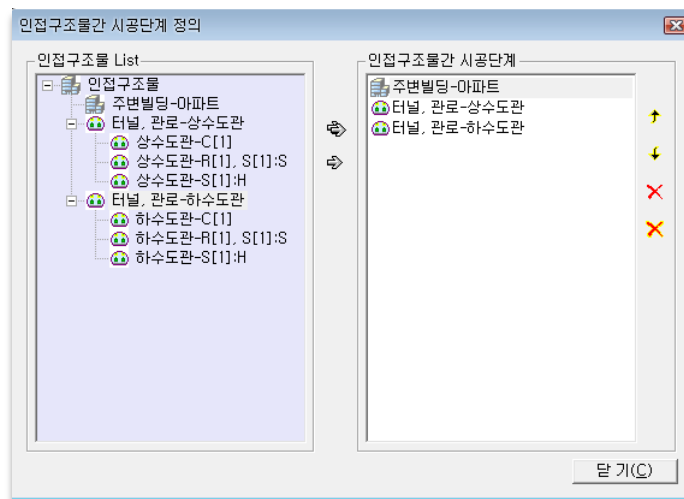 인접구조물간 시공단계 정의
인접구조물 List
인접구조물
주변빌딩-아파트
터널, 관로-상수도관
상수도관-C[1]
상수도관-R[1], S[1]:S
상수도관-S[1]:H
터널, 관로-하수도관
하수도관-C[1]
하수도관-R[1], S[1]:S
하수도관-S[1]:H
인접구조물간 시공단계
주변빌딩-아파트
터널, 관로-상수도관
터널, 관로-하수도관
닫 기(C)